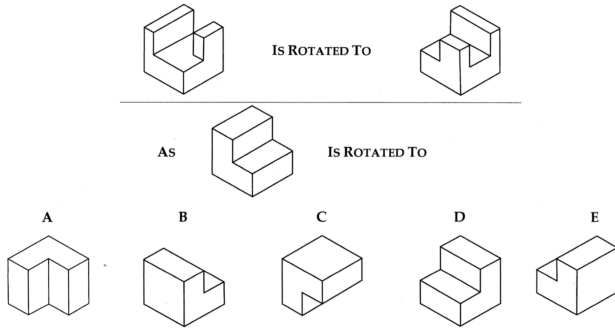 IS ROTATED TO
AS IS ROTATED TO
A B C D E